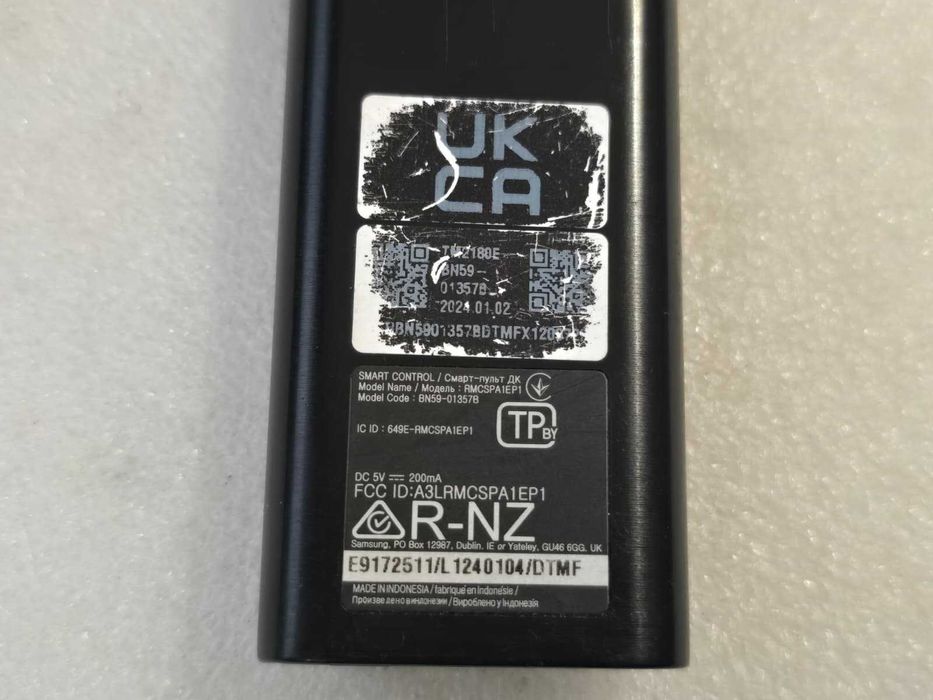 UK
CA
TM2180E
BN59-
01357B
2024.01.02
SMART CONTROL / Смарт-пульт ДК
Model Name / Модель : RMCSPA1EP1
Model Code : BN59-01357B
TP BY
IC ID : 649E-RMCSPA1EP1
DC 5V ⎓ 200mA
FCC ID:A3LRMCSPA1EP1
R-NZ
Samsung, PO Box 12987, Dublin. IE or Yateley, GU46 6GG. UK
E9172511/L1240104/DTMF
MADE IN INDONESIA / fabriqué en Indonésie /
Произведено в Индонезии / Вироблено у Індонезія